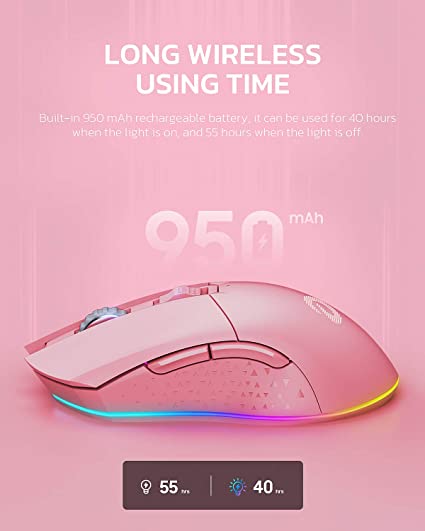 LONG WIRELESS
USING TIME
Built-in 950 mAh rechargeable battery, it can be used for 40 hours
when the light is on, and 55 hours when the light is off.
950 mAh
55 hrs | 40 hrs